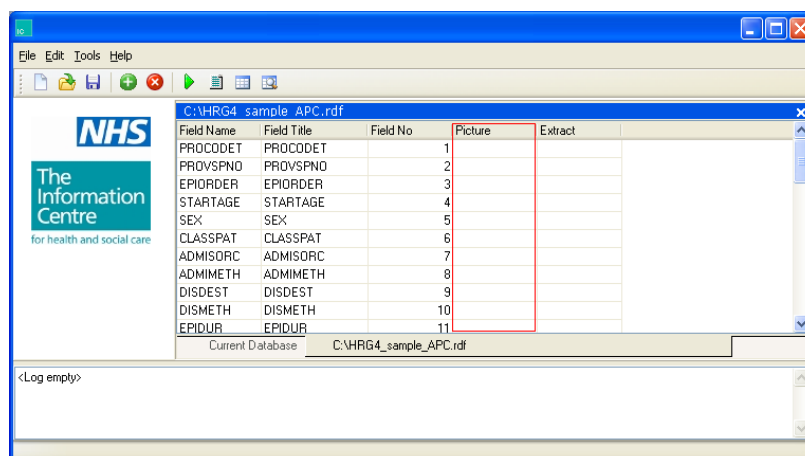 IC
File Edit Tools Help
C:\HRG4_sample_APC.rdf
NHS
The
Information
Centre
for health and social care
Field Name Field Title Field No Picture Extract
PROCODET PROCODET 1
PROVSPNO PROVSPNO 2
EPIORDER EPIORDER 3
STARTAGE STARTAGE 4
SEX SEX 5
CLASSPAT CLASSPAT 6
ADMISORC ADMISORC 7
ADMIMETH ADMIMETH 8
DISDEST DISDEST 9
DISMETH DISMETH 10
EPIDUR EPIDUR 11
Current Database C:\HRG4_sample_APC.rdf
<Log empty>